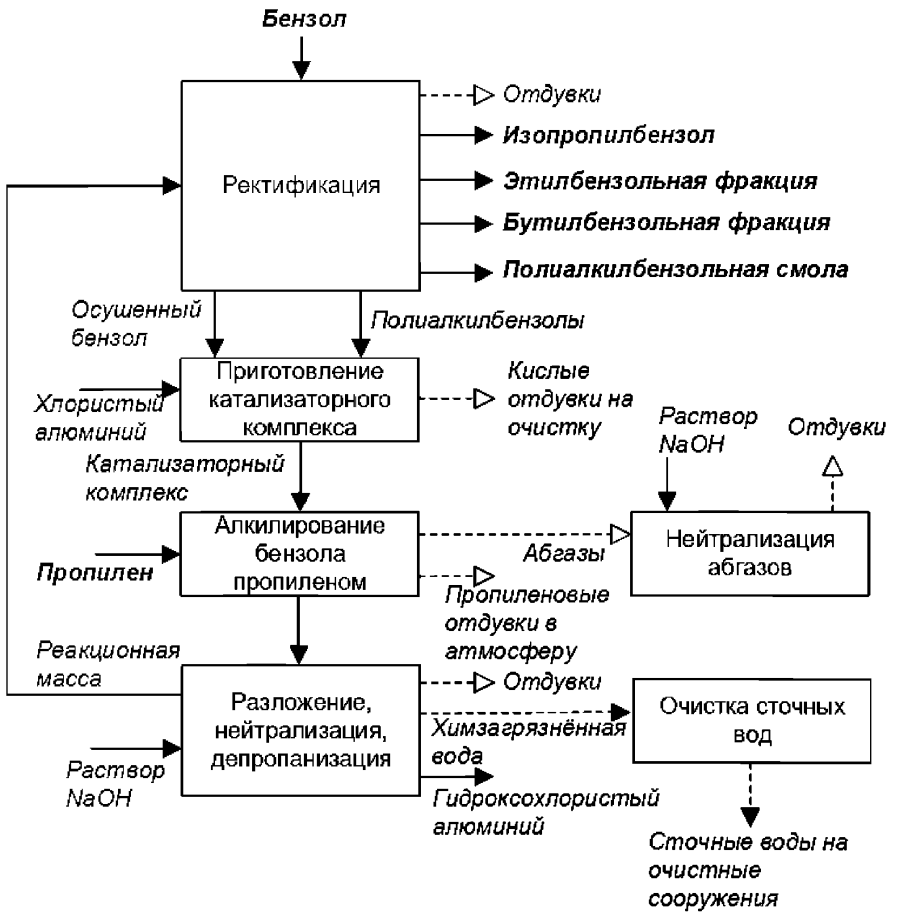 Бензол
Отдувки
Изопропилбензол
Ректификация
Этилбензольная фракция
Бутилбензольная фракция
Полиалкилбензольная смола
Осушенный
бензол
Полиалкилбензолы
Приготовление
катализаторного
комплекса
Кислые
отдувки на
очистку
Хлористый
алюминий
Раствор
NaOH
Отдувки
Катализаторный
комплекс
Алкилирование
бензола
пропиленом
Абгазы
Нейтрализация
абгазов
Пропилен
Пропиленовые
отдувки в
атмосферу
Реакционная
масса
Разложение,
нейтрализация,
депропанизация
Отдувки
Химзагрязнённая
вода
Очистка сточных
вод
Раствор
NaOH
Гидроксохлористый
алюминий
Сточные воды на
очистные
сооружения